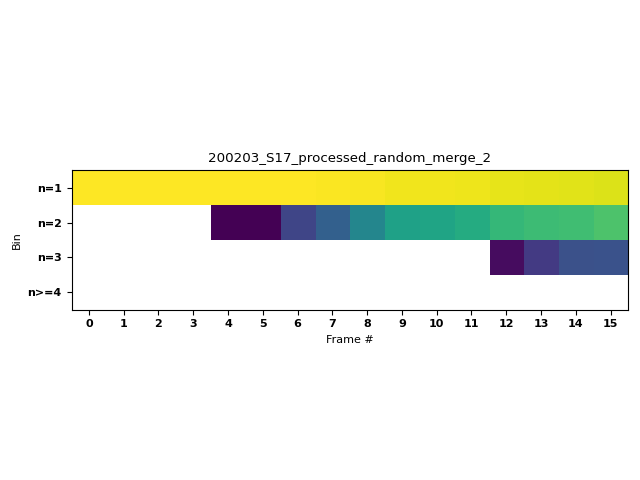 200203_S17_processed_random_merge_2
n=1
n=2
n=3
n>=4
Bin
0 1 2 3 4 5 6 7 8 9 10 11 12 13 14 15
Frame #